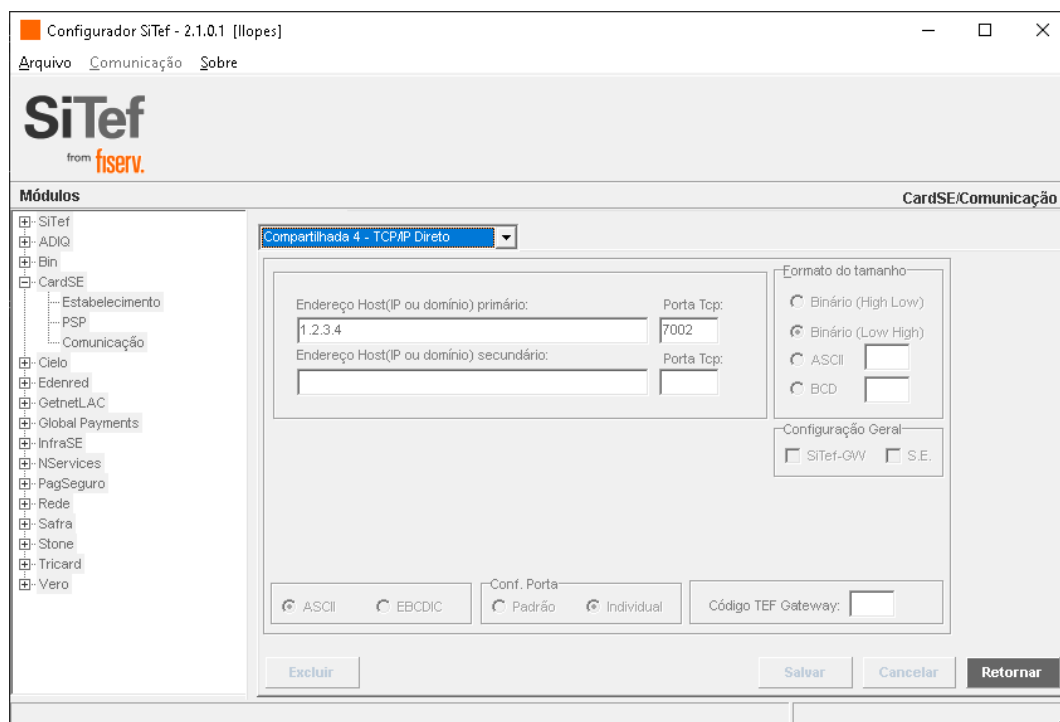 Configurador SiTef - 2.1.0.1 [llopes]
Arquivo Comunicação Sobre
SiTef
from fiserv.
Módulos
CardSE/Comunicação
SiTef
ADIQ
Bin
CardSE
Estabelecimento
PSP
Comunicação
Cielo
Edenred
GetnetLAC
Global Payments
InfraSE
NServices
PagSeguro
Rede
Safra
Stone
Tricard
Vero
Compartilhada 4 - TCP/IP Direto
Endereço Host(IP ou domínio) primário: Porta Tcp:
1.2.3.4 7002
Endereço Host(IP ou domínio) secundário: Porta Tcp:
Formato do tamanho
Binário (High Low)
Binário (Low High)
ASCII
BCD
Configuração Geral
SiTef-GW S.E.
ASCII EBCDIC
Conf. Porta
Padrão Individual
Código TEF Gateway:
Excluir Salvar Cancelar Retornar